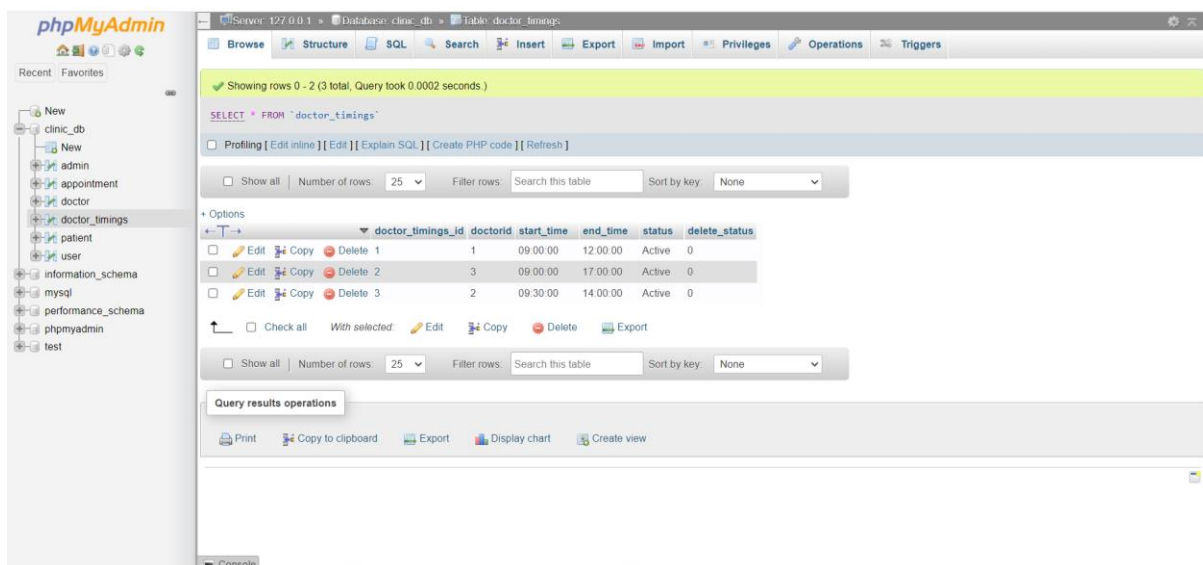 phpMyAdmin
Recent Favorites
New
clinic_db
New
admin
appointment
doctor
doctor_timings
patient
user
information_schema
mysql
performance_schema
phpmyadmin
test
Server: 127.0.0.1 » Database: clinic_db » Table: doctor_timings
Browse Structure SQL Search Insert Export Import Privileges Operations Triggers
Showing rows 0 - 2 (3 total, Query took 0.0002 seconds.)
SELECT * FROM `doctor_timings`
Profiling [ Edit inline ] [ Edit ] [ Explain SQL ] [ Create PHP code ] [ Refresh ]
Show all | Number of rows: 25 Filter rows: Search this table Sort by key: None
+ Options
←T→ doctor_timings_id doctorid start_time end_time status delete_status
Edit Copy Delete 1 1 09:00:00 12:00:00 Active 0
Edit Copy Delete 2 3 09:00:00 17:00:00 Active 0
Edit Copy Delete 3 2 09:30:00 14:00:00 Active 0
Check all With selected: Edit Copy Delete Export
Show all | Number of rows: 25 Filter rows: Search this table Sort by key: None
Query results operations
Print Copy to clipboard Export Display chart Create view
Console